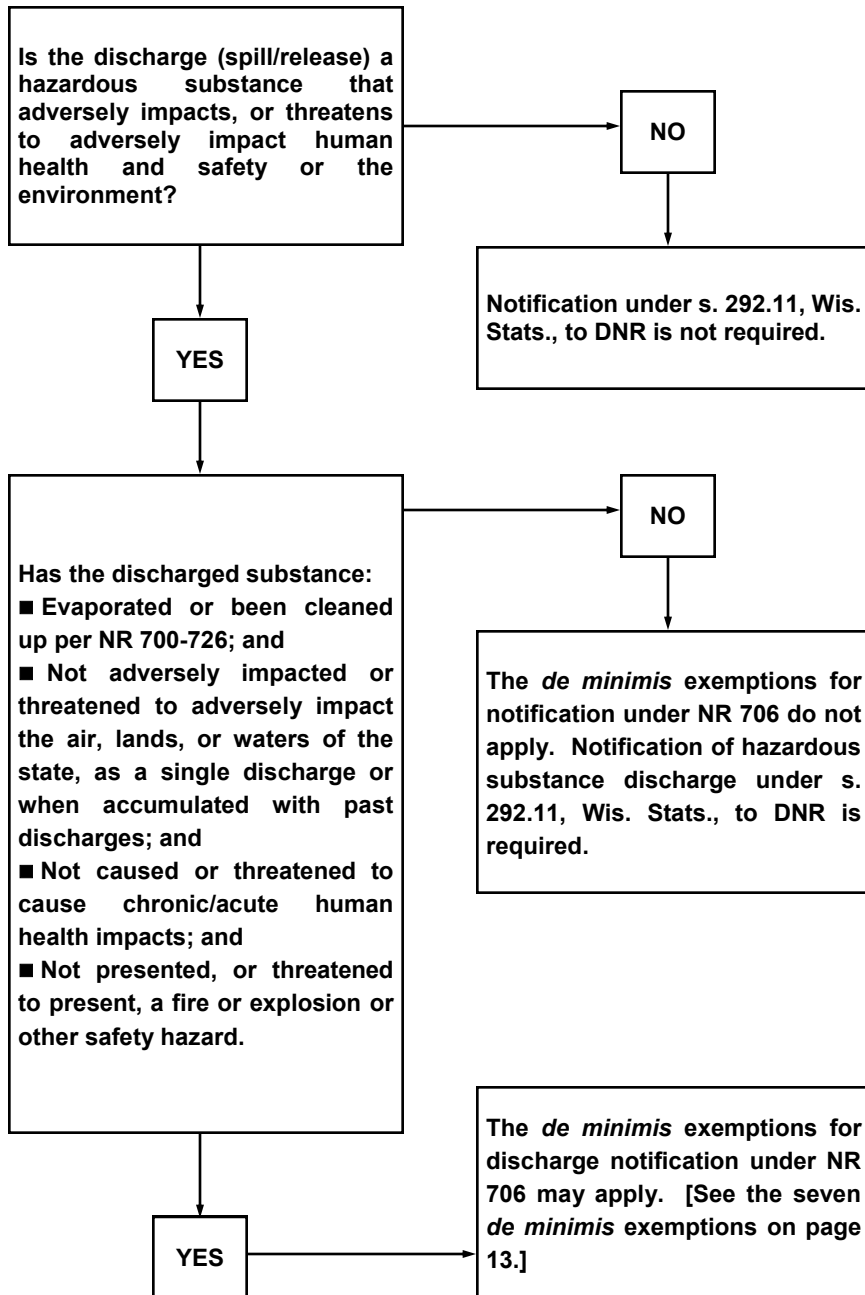 Is the discharge (spill/release) a
hazardous substance that
adversely impacts, or threatens
to adversely impact human
health and safety or the
environment?
NO
Notification under s. 292.11, Wis.
Stats., to DNR is not required.
YES
Has the discharged substance:
■ Evaporated or been cleaned
up per NR 700-726; and
■ Not adversely impacted or
threatened to adversely impact
the air, lands, or waters of the
state, as a single discharge or
when accumulated with past
discharges; and
■ Not caused or threatened to
cause chronic/acute human
health impacts; and
■ Not presented, or threatened
to present, a fire or explosion or
other safety hazard.
NO
The de minimis exemptions for
notification under NR 706 do not
apply. Notification of hazardous
substance discharge under s.
292.11, Wis. Stats., to DNR is
required.
YES
The de minimis exemptions for
discharge notification under NR
706 may apply. [See the seven
de minimis exemptions on page
13.]